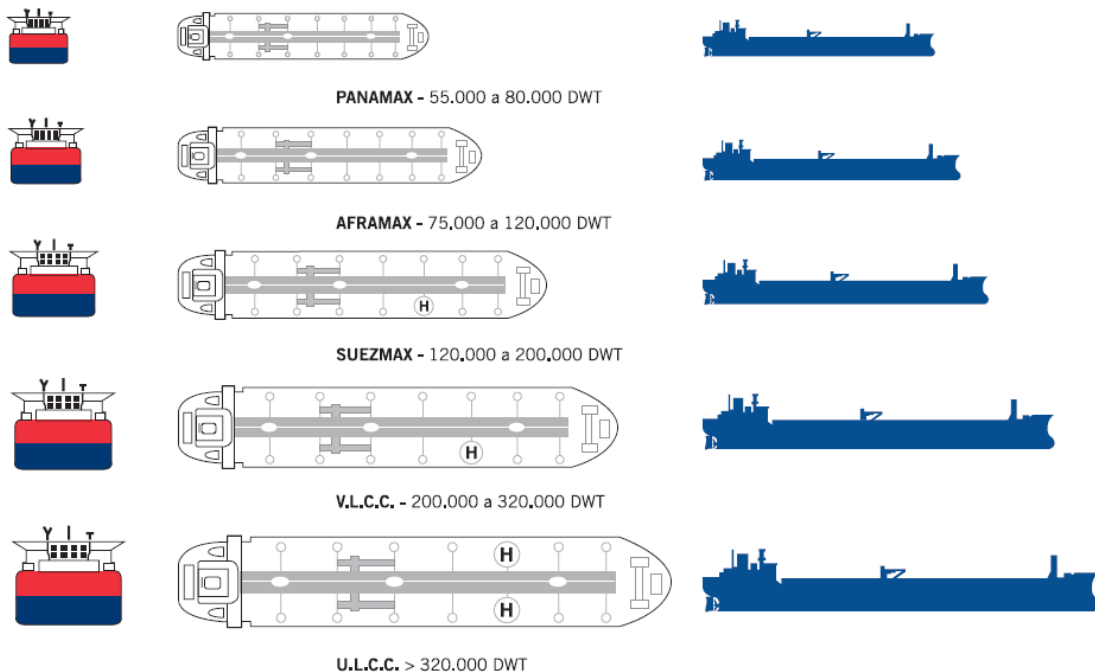 PANAMAX - 55.000 a 80.000 DWT
AFRAMAX - 75.000 a 120.000 DWT
H
SUEZMAX - 120.000 a 200.000 DWT
H
V.L.C.C. - 200.000 a 320.000 DWT
H
H
U.L.C.C. > 320.000 DWT